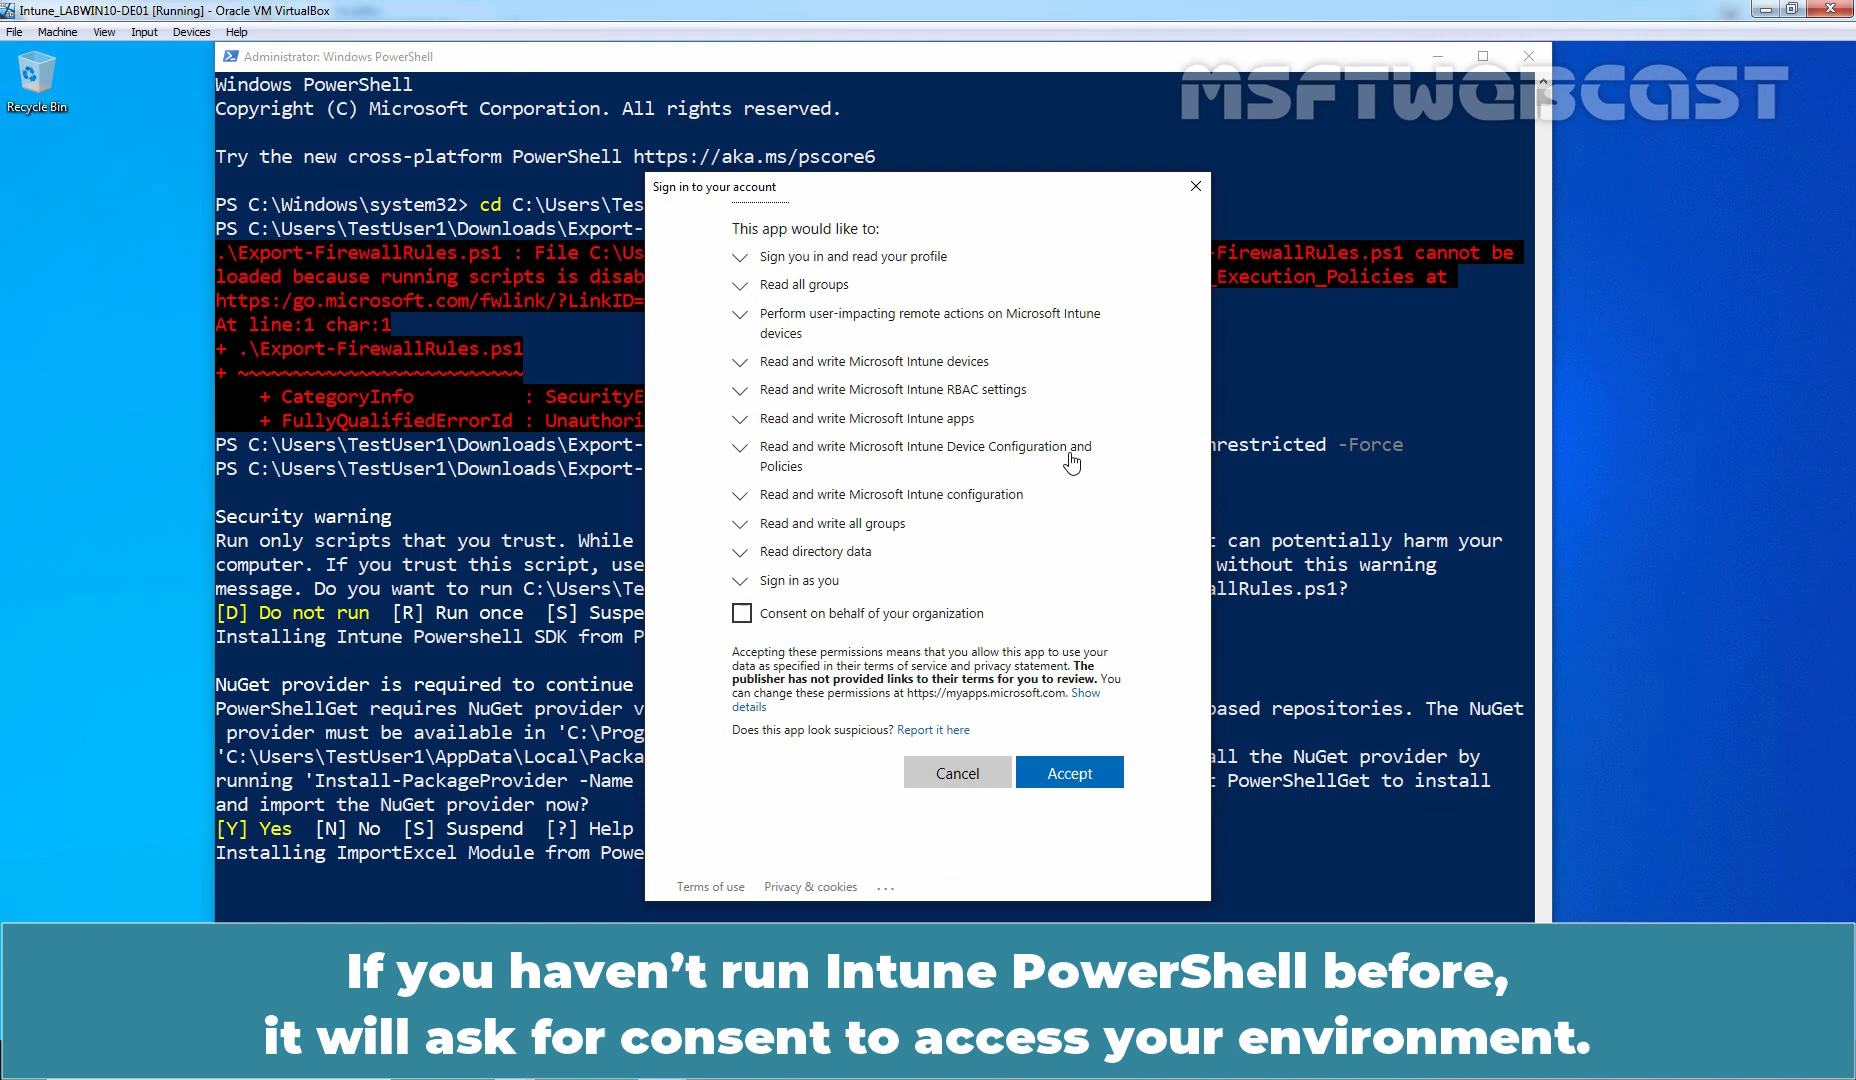 Intune_LABWIN10-DE01 [Running] - Oracle VM VirtualBox
File Machine View Input Devices Help
Recycle Bin
Administrator: Windows PowerShell
MSFTWEBCAST
Windows PowerShell
Copyright (C) Microsoft Corporation. All rights reserved.
Try the new cross-platform PowerShell https://aka.ms/pscore6
PS C:\Windows\system32> cd C:\Users\Tes
PS C:\Users\TestUser1\Downloads\Export-
.\Export-FirewallRules.ps1 : File C:\Us
-FirewallRules.ps1 cannot be
loaded because running scripts is disab
_Execution_Policies at
https:/go.microsoft.com/fwlink/?LinkID=
At line:1 char:1
+ .\Export-FirewallRules.ps1
+ ~~~~~~~~~~~~~~~~~~~~~~~~~~
+ CategoryInfo : SecurityE
+ FullyQualifiedErrorId : Unauthori
PS C:\Users\TestUser1\Downloads\Export-
nrestricted -Force
PS C:\Users\TestUser1\Downloads\Export-
Security warning
Run only scripts that you trust. While
t can potentially harm your
computer. If you trust this script, use
without this warning
message. Do you want to run C:\Users\Te
allRules.ps1?
[D] Do not run [R] Run once [S] Suspe
Installing Intune Powershell SDK from P
NuGet provider is required to continue
PowerShellGet requires NuGet provider v
based repositories. The NuGet
provider must be available in 'C:\Prog
'C:\Users\TestUser1\AppData\Local\Packa
all the NuGet provider by
running 'Install-PackageProvider -Name
t PowerShellGet to install
and import the NuGet provider now?
[Y] Yes [N] No [S] Suspend [?] Help
Installing ImportExcel Module from Powe
Sign in to your account
This app would like to:
Sign you in and read your profile
Read all groups
Perform user-impacting remote actions on Microsoft Intune
devices
Read and write Microsoft Intune devices
Read and write Microsoft Intune RBAC settings
Read and write Microsoft Intune apps
Read and write Microsoft Intune Device Configuration and
Policies
Read and write Microsoft Intune configuration
Read and write all groups
Read directory data
Sign in as you
Consent on behalf of your organization
Accepting these permissions means that you allow this app to use your
data as specified in their terms of service and privacy statement. The
publisher has not provided links to their terms for you to review. You
can change these permissions at https://myapps.microsoft.com. Show
details
Does this app look suspicious? Report it here
Cancel Accept
Terms of use Privacy & cookies ...
If you haven't run Intune PowerShell before,
it will ask for consent to access your environment.